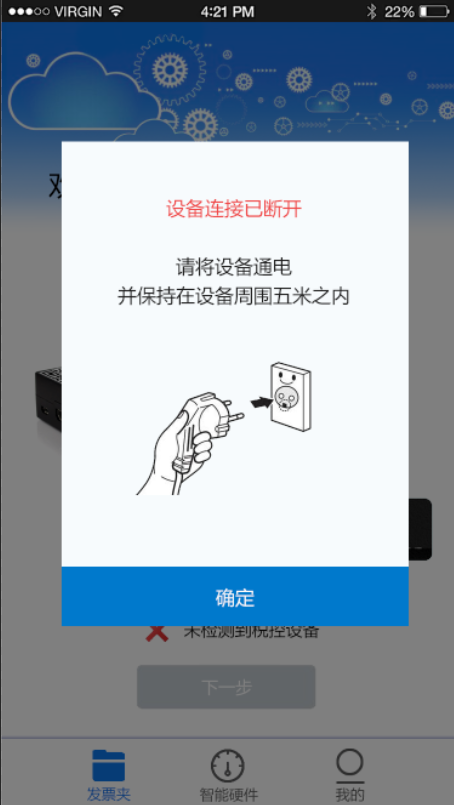 VIRGIN
4:21 PM
22%
设备连接已断开
请将设备通电
并保持在设备周围五米之内
确定
未检测到税控设备
下一步
发票夹
智能硬件
我的